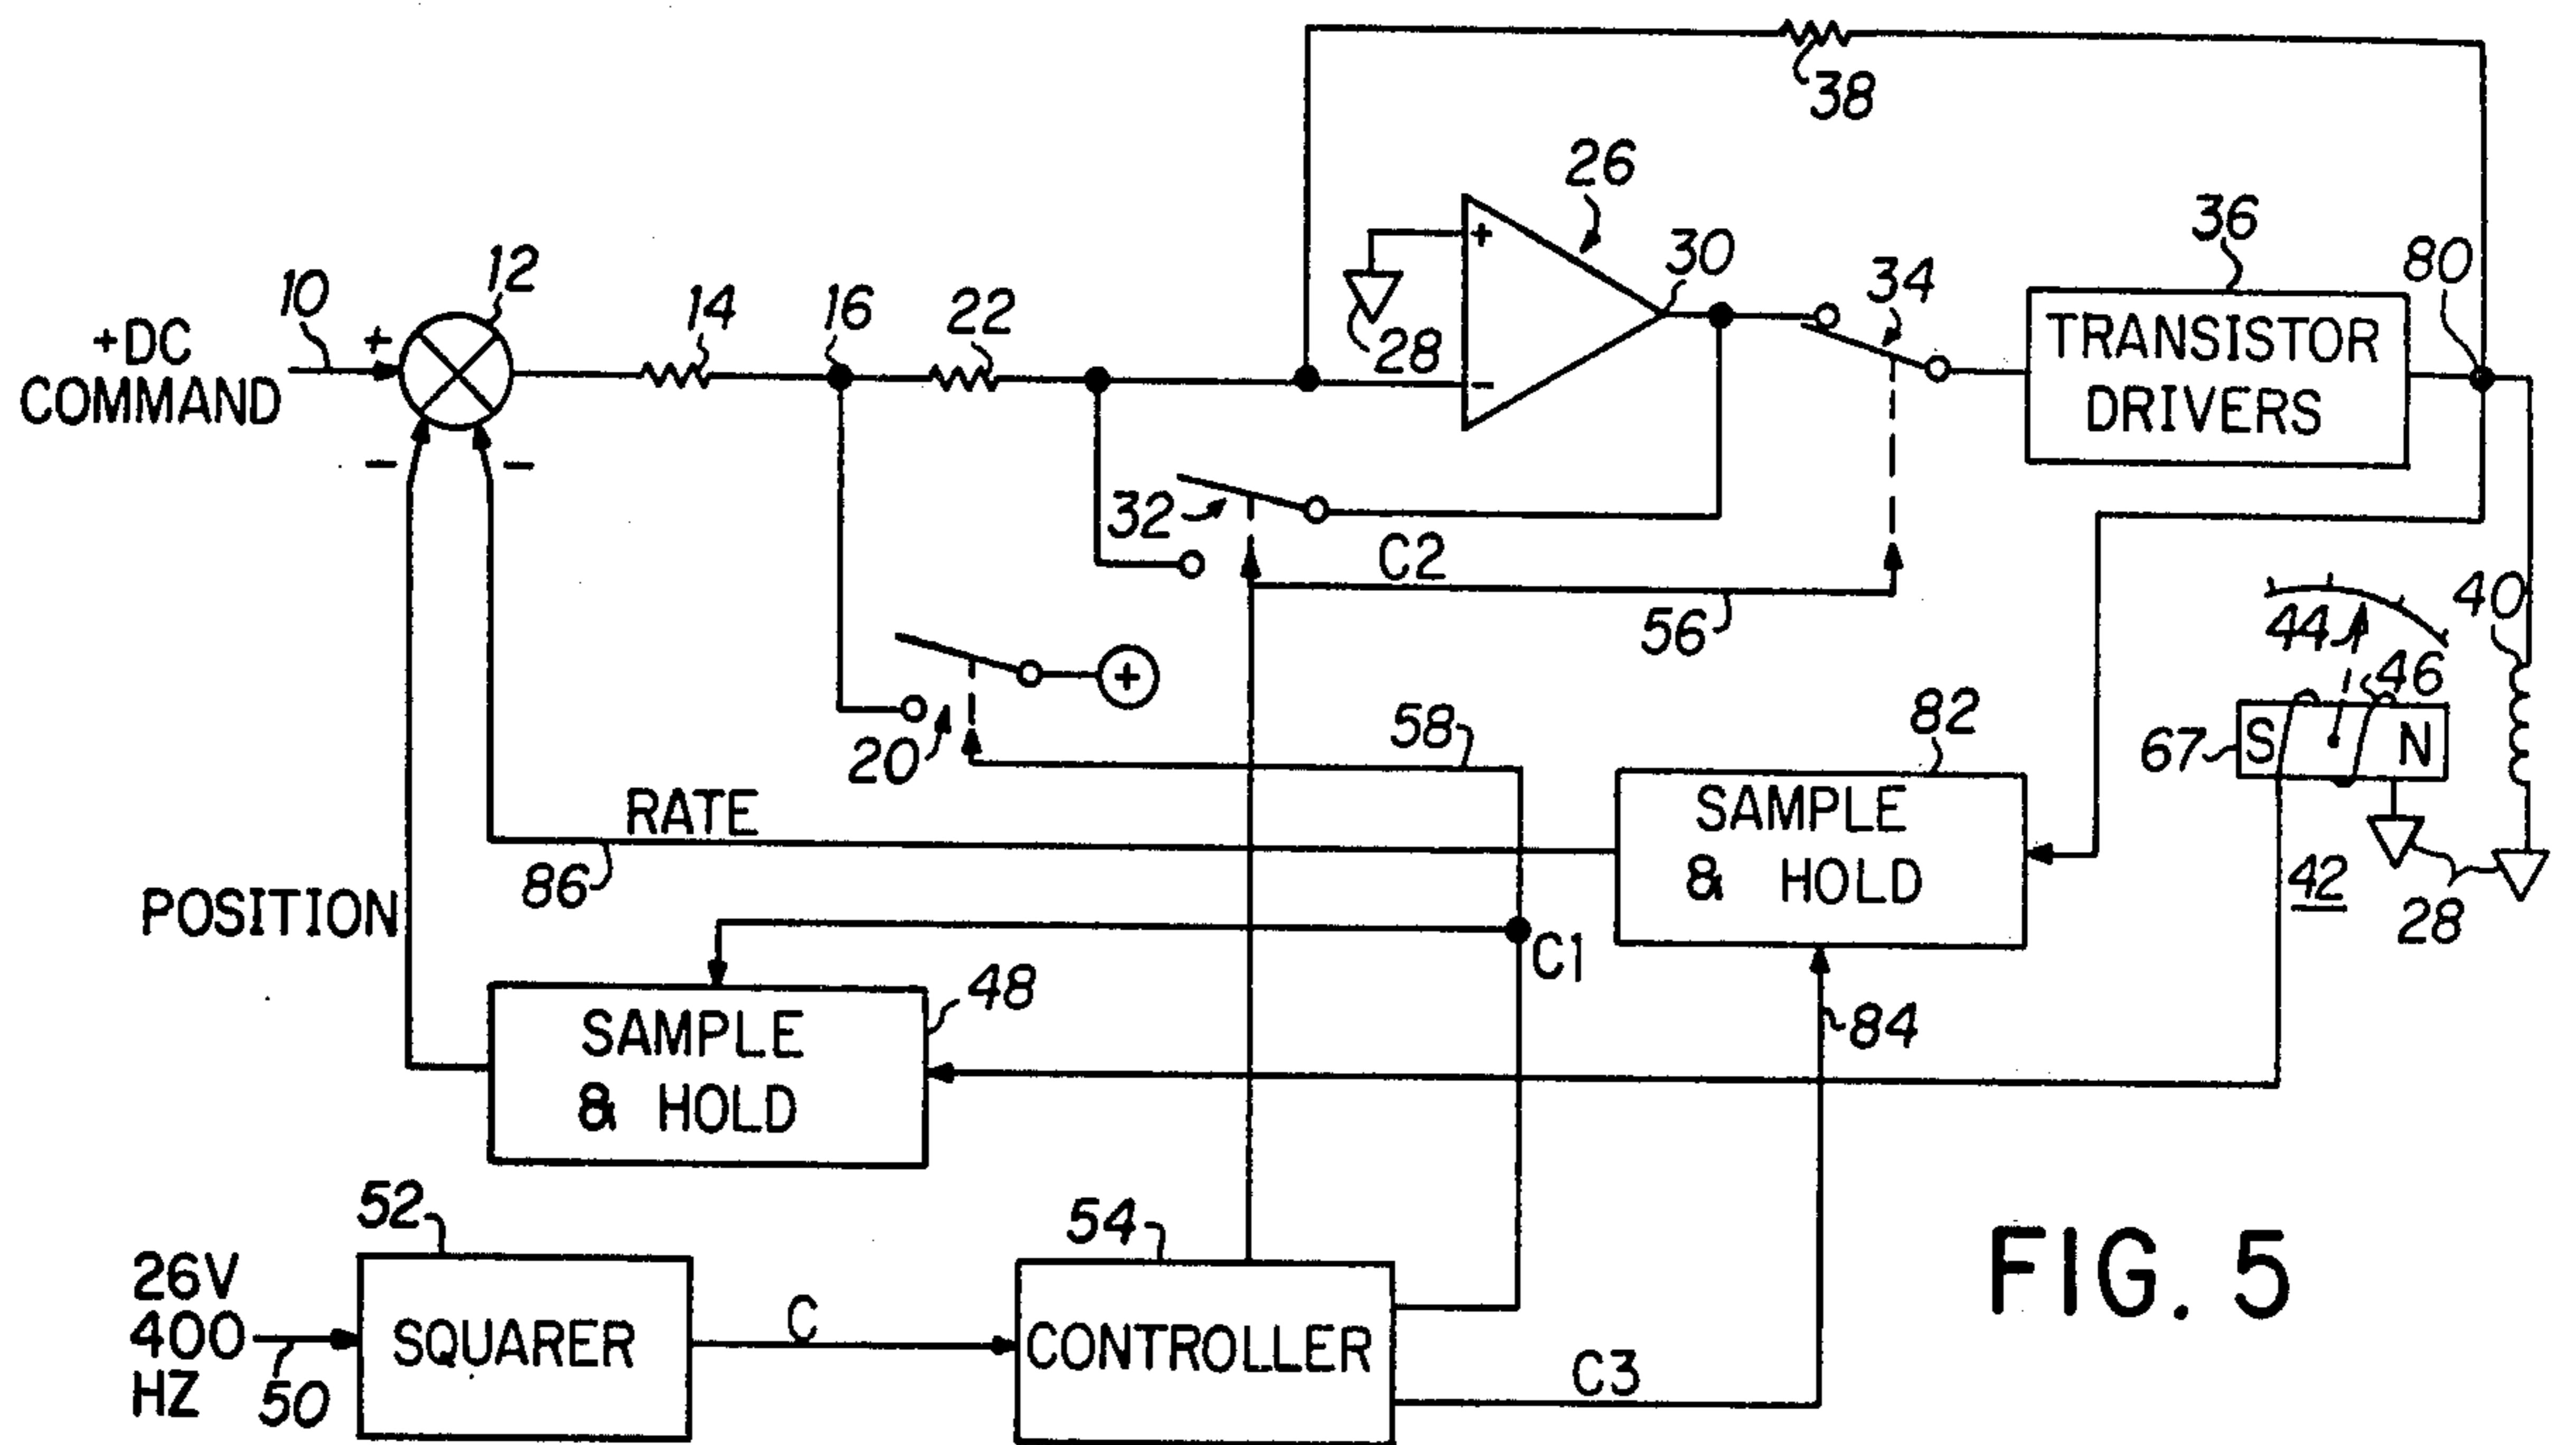 38
26
+
30
34
36
80
10
12
14
16
22
28
+DC
COMMAND
+
-
-
-
TRANSISTOR
DRIVERS
32
C2
56
44
40
46
20
+
58
82
67
S
N
RATE
86
SAMPLE
& HOLD
42
28
POSITION
C1
48
SAMPLE
& HOLD
84
52
54
26V
400
HZ
50
SQUARER
C
CONTROLLER
C3
FIG. 5